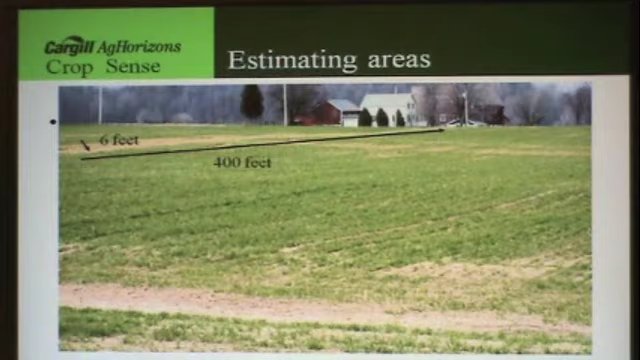 Cargill AgHorizons
Crop Sense
Estimating areas
6 feet
400 feet